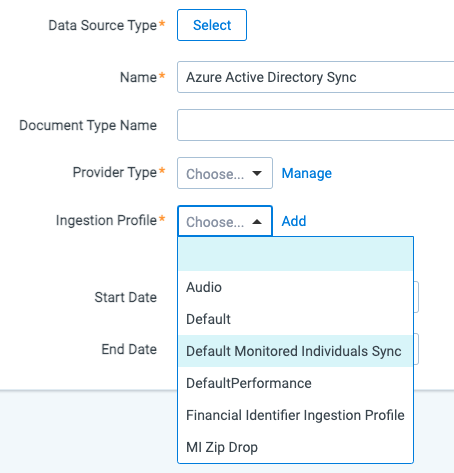 Data Source Type* Select
Name* Azure Active Directory Sync
Document Type Name
Provider Type* Choose... Manage
Ingestion Profile* Choose... Add
Audio
Start Date
Default
End Date
Default Monitored Individuals Sync
DefaultPerformance
Financial Identifier Ingestion Profile
MI Zip Drop